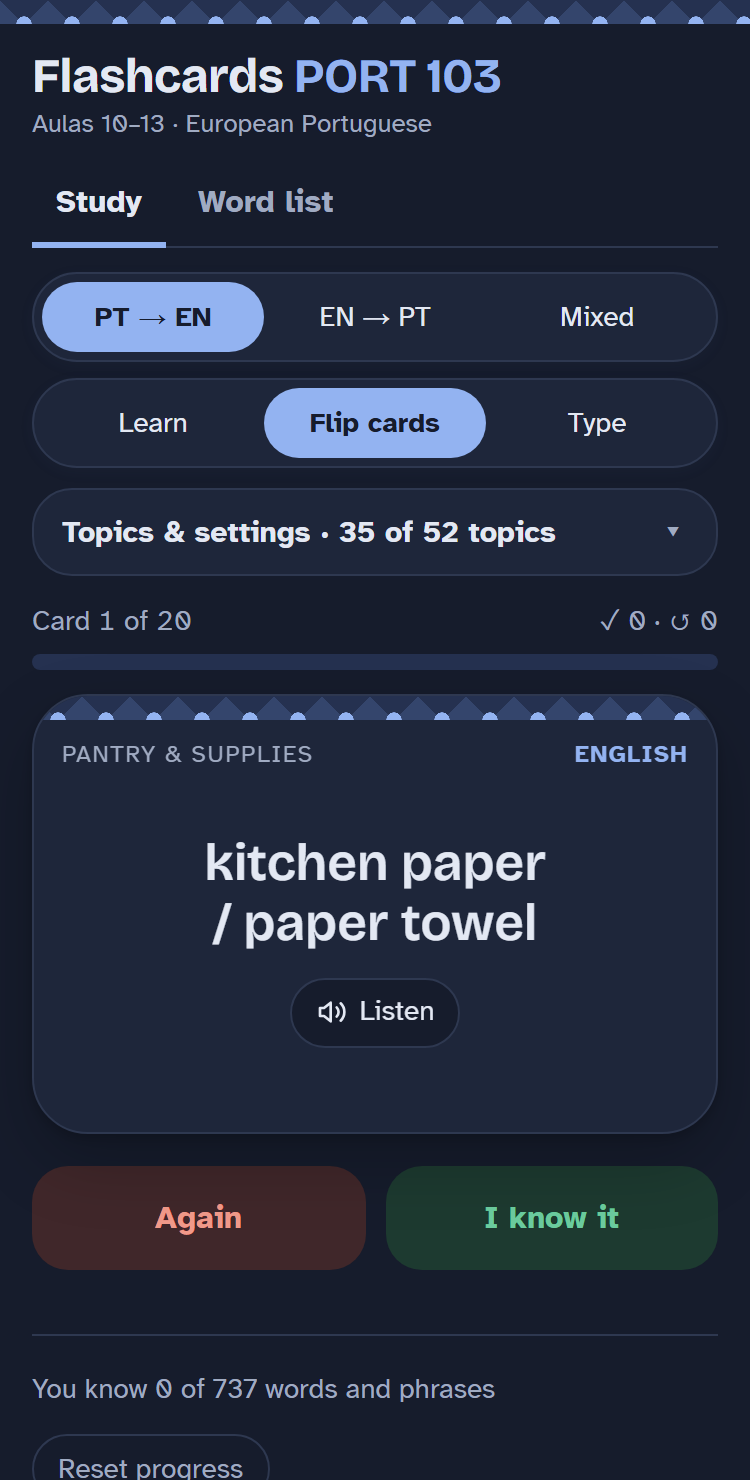 Flashcards PORT 103
Aulas 10–13 · European Portuguese
Study Word list
PT → EN EN → PT Mixed
Learn Flip cards Type
Topics & settings · 35 of 52 topics ▼
Card 1 of 20 ✓ 0 · ↺ 0
PANTRY & SUPPLIES ENGLISH
kitchen paper
/ paper towel
Listen
Again I know it
You know 0 of 737 words and phrases
Reset progress